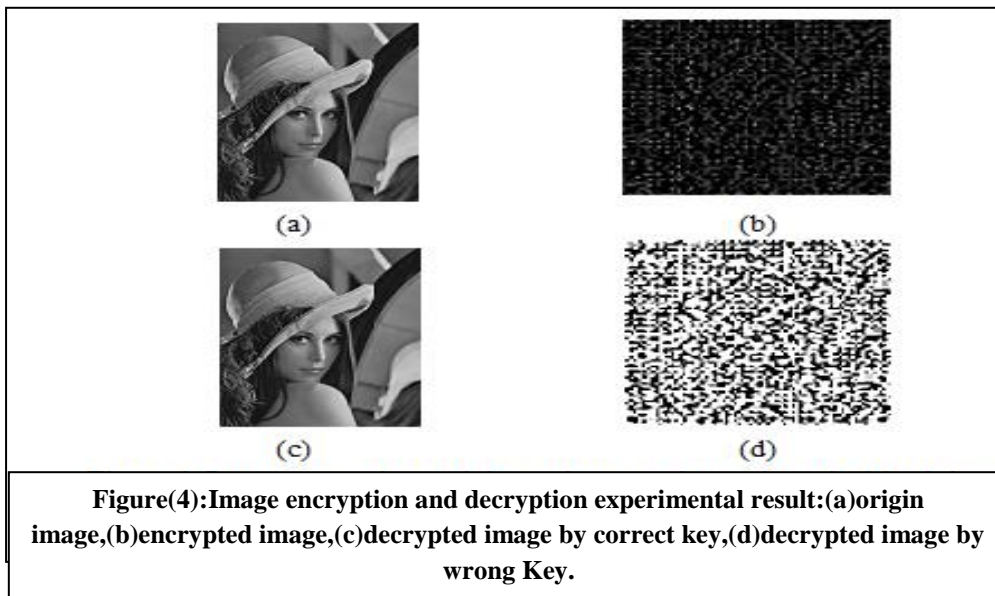 (a)
(b)
(c)
(d)
Figure(4):Image encryption and decryption experimental result:(a)origin
image,(b)encrypted image,(c)decrypted image by correct key,(d)decrypted image by
wrong Key.